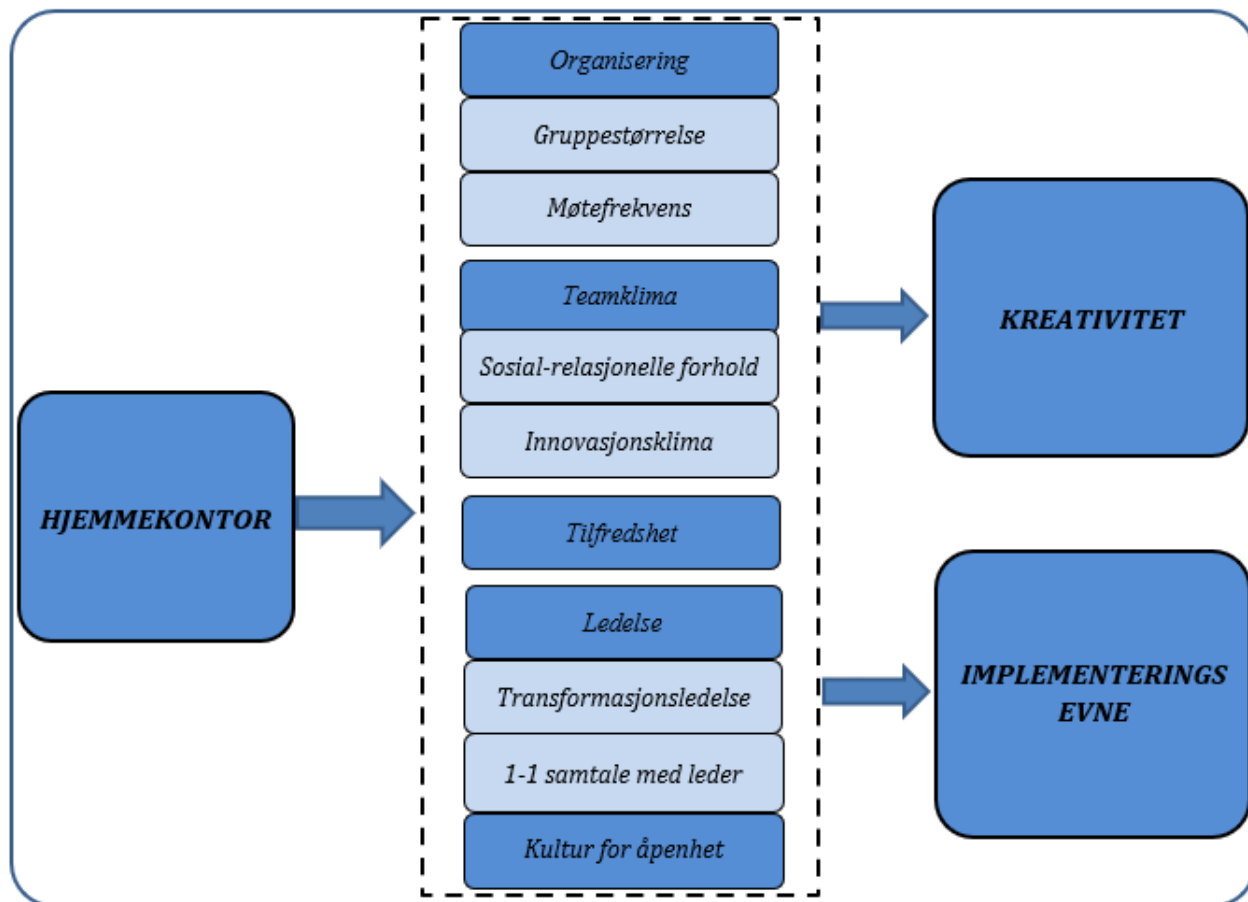 HJEMMEKONTOR
Organisering
Gruppestørrelse
Møtefrekvens
Teamklima
Sosial-relasjonelle forhold
Innovasjonsklima
Tilfredshet
Ledelse
Transformasjonsledelse
1-1 samtale med leder
Kultur for åpenhet
KREATIVITET
IMPLEMENTERINGS
EVNE